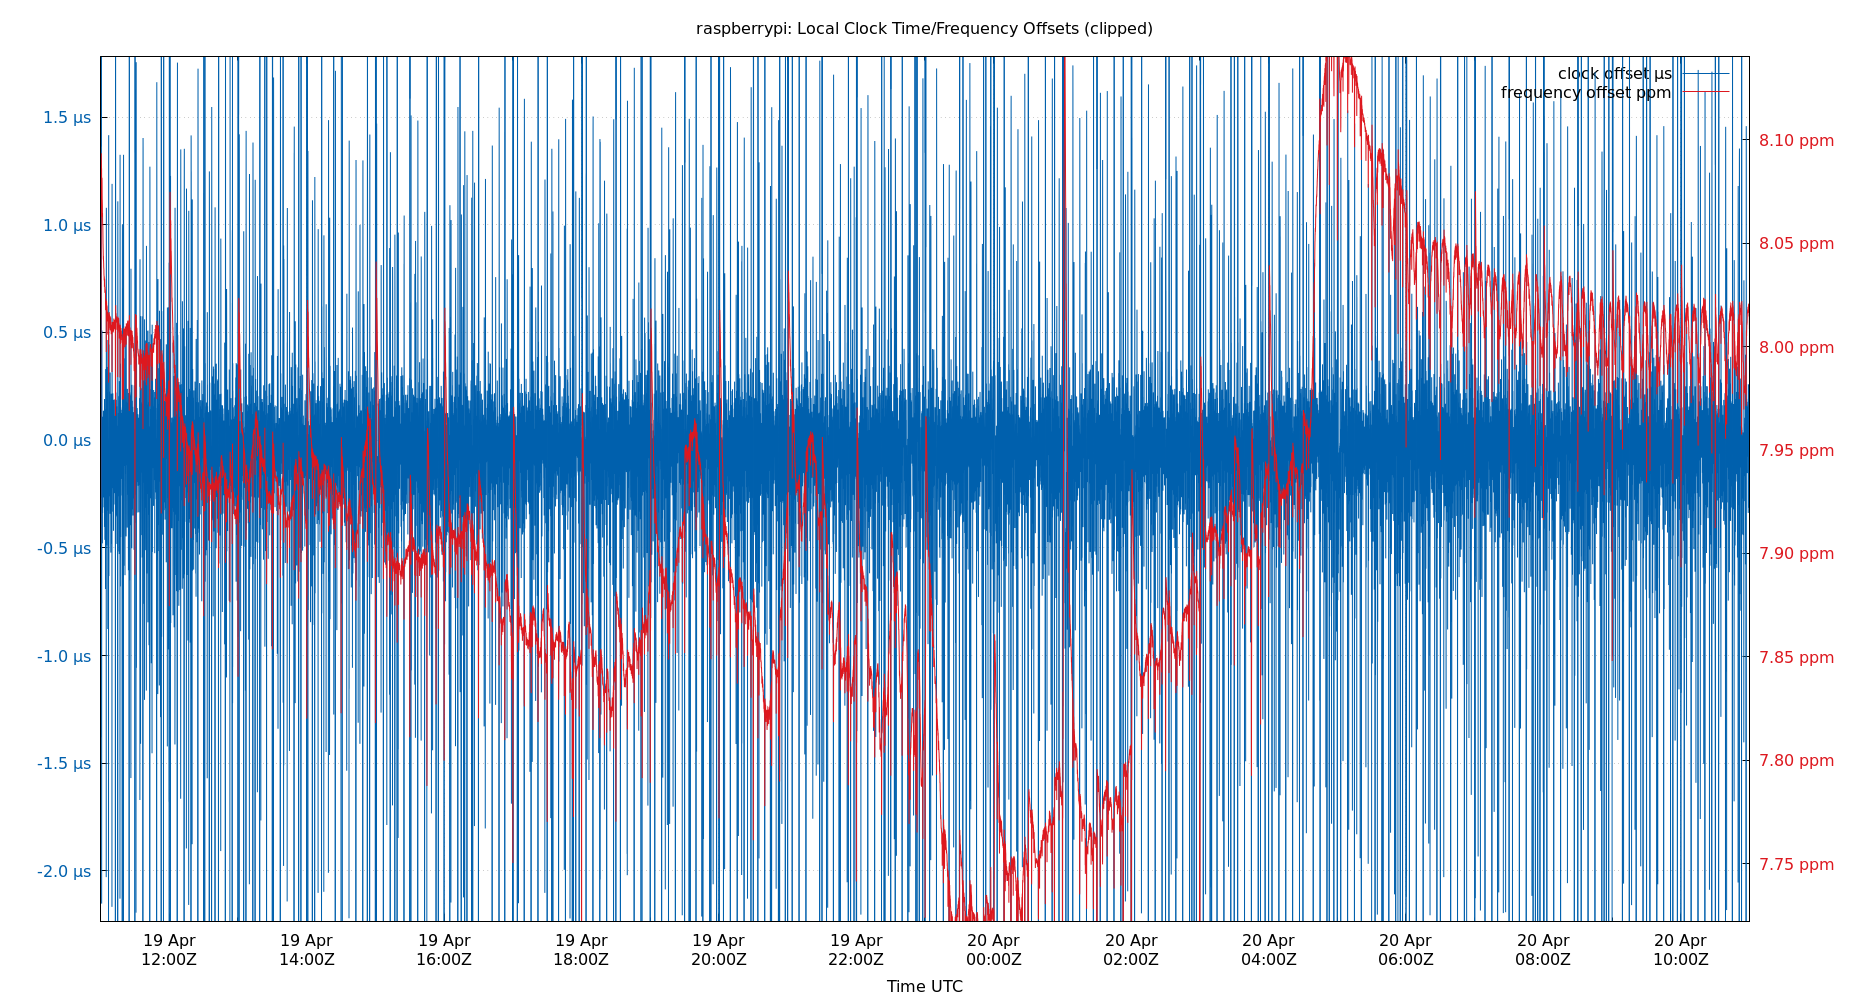 raspberrypi: Local Clock Time/Frequency Offsets (clipped)
clock offset µs
frequency offset ppm
1.5 µs
1.0 µs
0.5 µs
0.0 µs
-0.5 µs
-1.0 µs
-1.5 µs
-2.0 µs
8.10 ppm
8.05 ppm
8.00 ppm
7.95 ppm
7.90 ppm
7.85 ppm
7.80 ppm
7.75 ppm
19 Apr 19 Apr 19 Apr 19 Apr 19 Apr 19 Apr 20 Apr 20 Apr 20 Apr 20 Apr 20 Apr 20 Apr
12:00Z 14:00Z 16:00Z 18:00Z 20:00Z 22:00Z 00:00Z 02:00Z 04:00Z 06:00Z 08:00Z 10:00Z
Time UTC